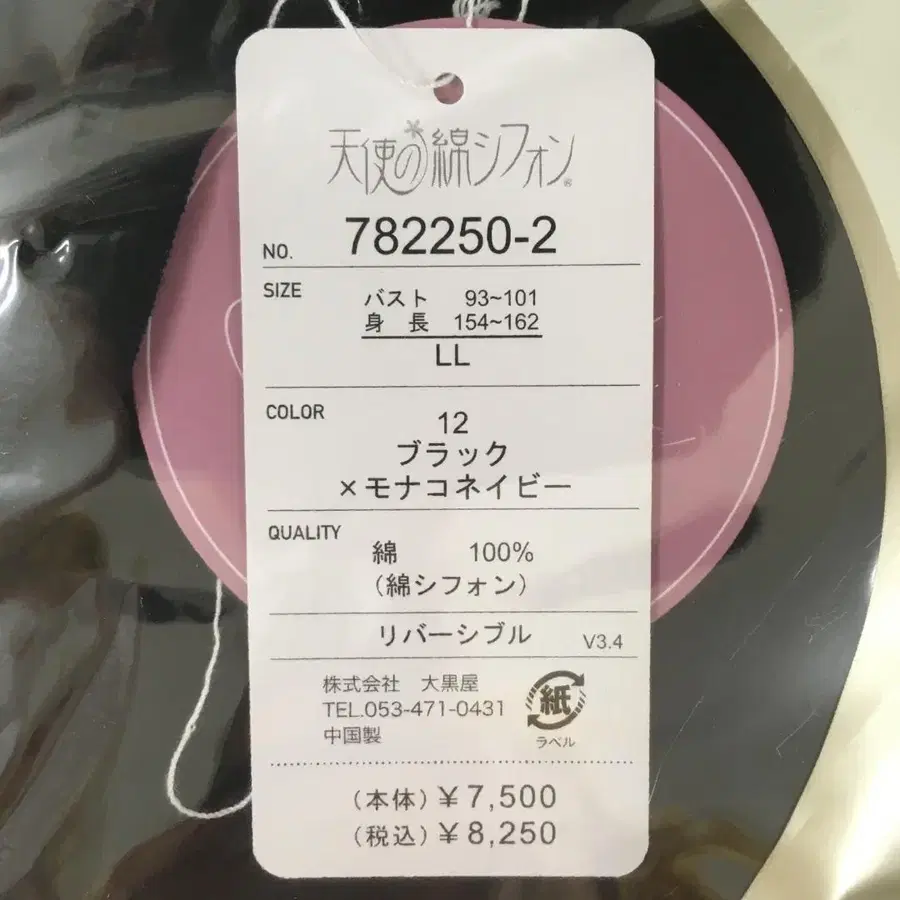 天使の綿シフォン®
NO. 782250-2
SIZE バスト 93~101
身 長 154~162
LL
COLOR 12
ブラック
×モナコネイビー
QUALITY 綿 100%
(綿シフォン)
リバーシブル V3.4
株式会社 大黒屋
TEL.053-471-0431
中国製
紙
ラベル
(本体)￥7,500
(税込)￥8,250